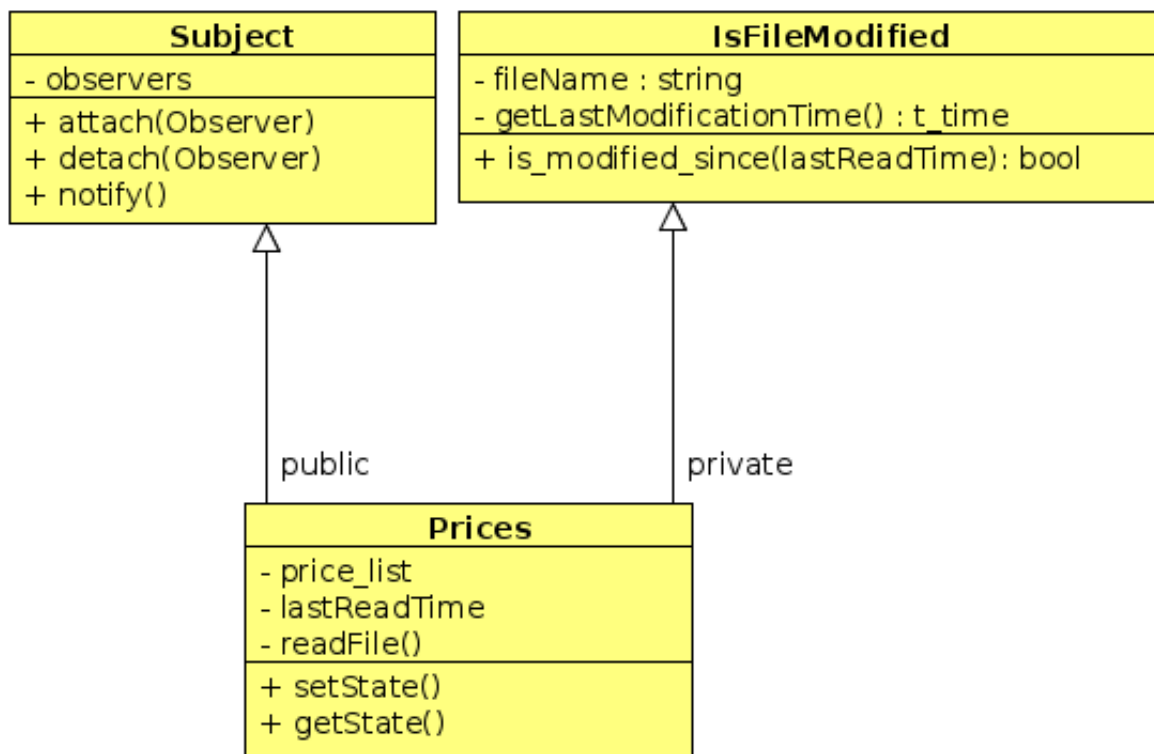 Subject
- observers
+ attach(Observer)
+ detach(Observer)
+ notify()
IsFileModified
- fileName : string
- getLastModificationTime() : t_time
+ is_modified_since(lastReadTime): bool
public
private
Prices
- price_list
- lastReadTime
- readFile()
+ setState()
+ getState()